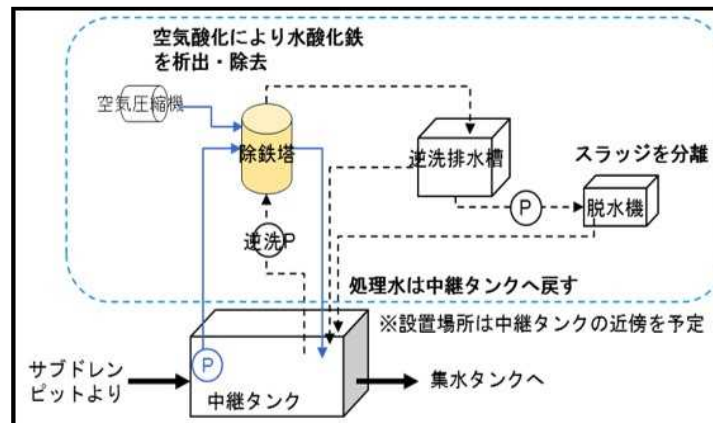 空気酸化により水酸化鉄
を析出・除去
空気圧縮機
除鉄塔
逆洗排水槽
スラッジを分離
P
脱水機
逆洗P
処理水は中継タンクへ戻す
※設置場所は中継タンクの近傍を予定
P
サブドレン
ピットより
中継タンク
集水タンクへ